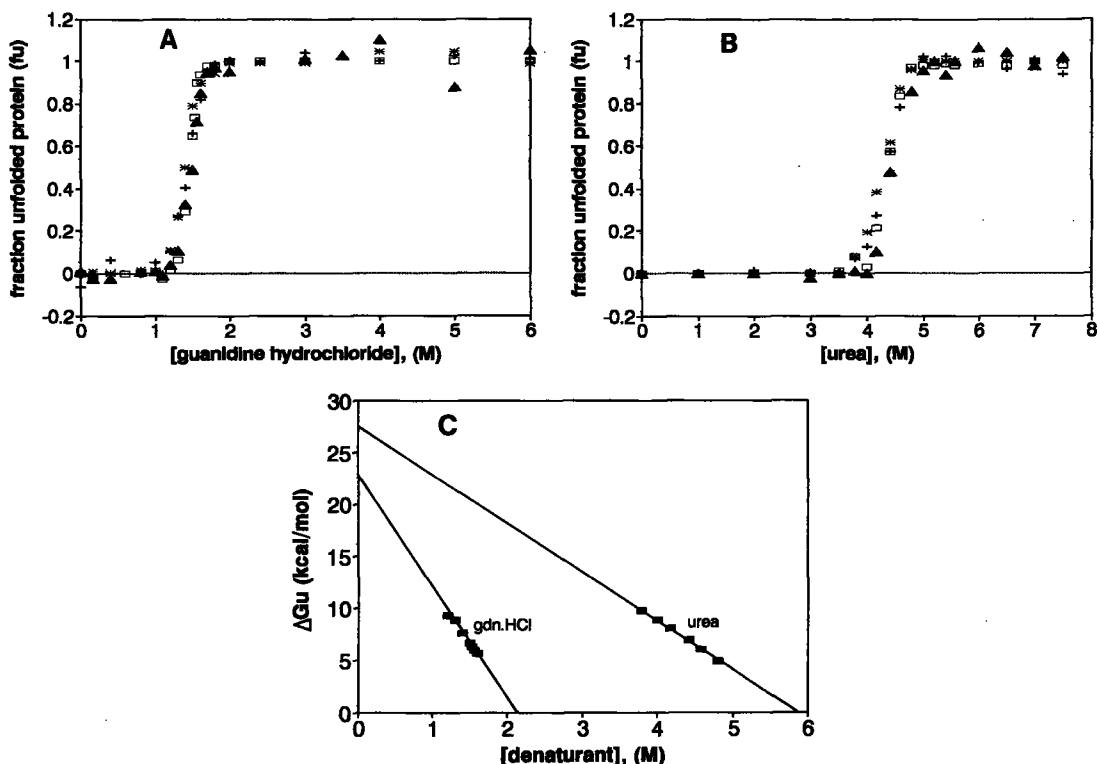 A
fraction unfolded protein (fu)
1.2
1
0.8
0.6
0.4
0.2
0
-0.2
0 1 2 3 4 5 6
[guanidine hydrochloride], (M)
B
fraction unfolded protein (fu)
1.2
1
0.8
0.6
0.4
0.2
0
-0.2
0 1 2 3 4 5 6 7 8
[urea], (M)
C
ΔGu (kcal/mol)
30
25
20
15
10
5
0
gdn.HCl
urea
0 1 2 3 4 5 6
[denaturant], (M)